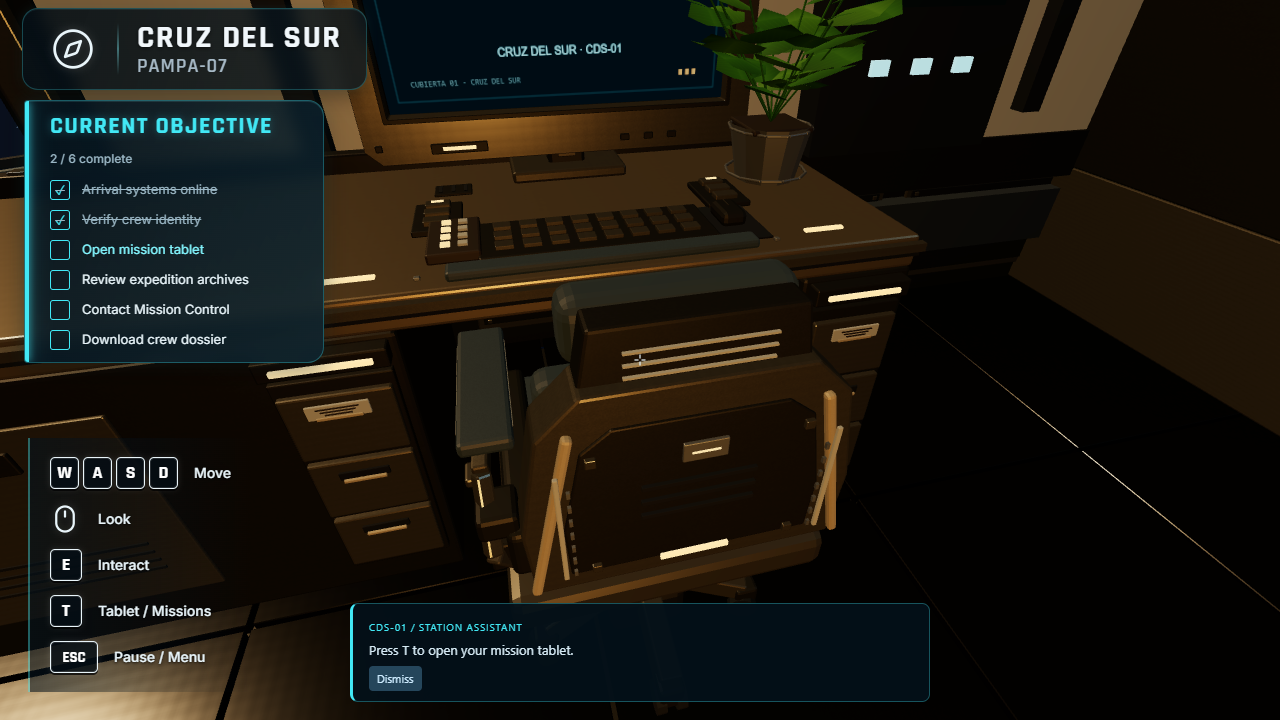 CRUZ DEL SUR
PAMPA-07
CURRENT OBJECTIVE
2 / 6 complete
Arrival systems online
Verify crew identity
Open mission tablet
Review expedition archives
Contact Mission Control
Download crew dossier
CRUZ DEL SUR · CDS-01
CUBIERTA 01 · CRUZ DEL SUR
W A S D Move
Look
E Interact
T Tablet / Missions
ESC Pause / Menu
CDS-01 / STATION ASSISTANT
Press T to open your mission tablet.
Dismiss